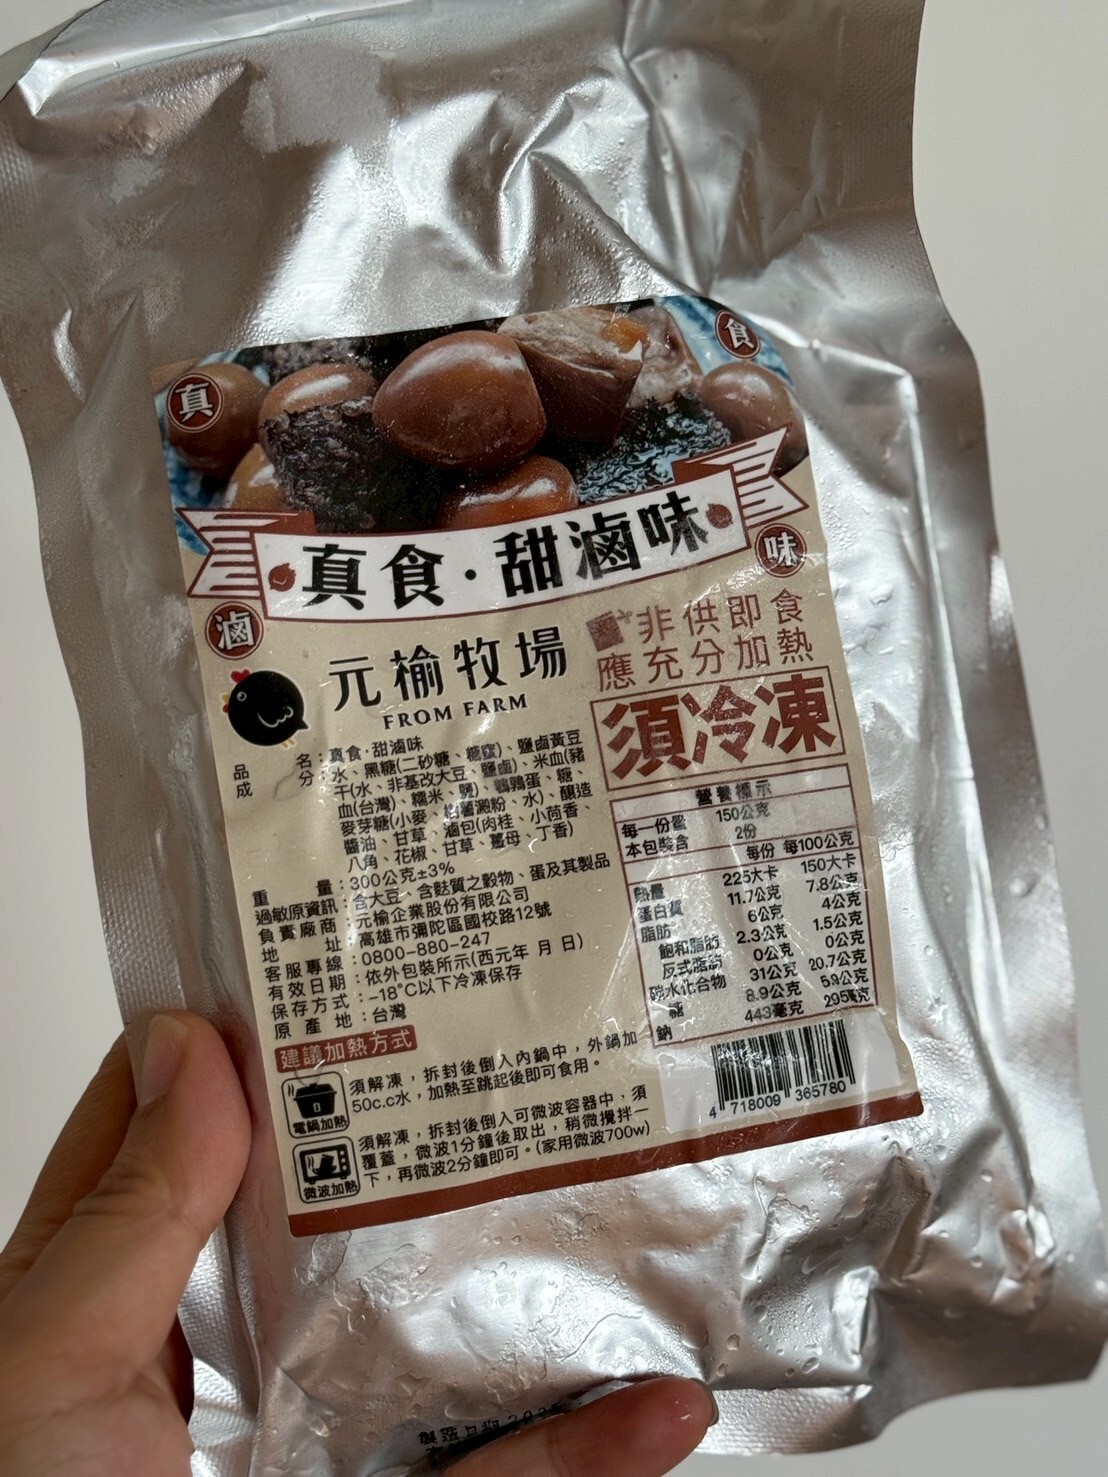 真
食
真食·甜滷味
滷
味
元榆牧場
FROM FARM
非供即食
應充分加熱
須冷凍
品名：真食·甜滷味
成分：水、黑糖(二砂糖、糖蜜)、鹽鹵黃豆
干(水、非基改大豆、鹽鹵)、米血(豬
血(台灣)、糯米、鹽)、鵪鶉蛋、糖、
麥芽糖(小麥、樹薯澱粉、水)、釀造
醬油、甘草、滷包(肉桂、小茴香、
八角、花椒、甘草、薑母、丁香)
重量：300公克±3%
過敏原資訊：含大豆、含麩質之穀物、蛋及其製品
負責廠商：元榆企業股份有限公司
地址：高雄市彌陀區國校路12號
客服專線：0800-880-247
有效日期：依外包裝所示(西元年 月 日)
保存方式：-18°C以下冷凍保存
原產地：台灣
營養標示
每一份量 150公克
本包裝含 2份
每份 每100公克
熱量 225大卡 150大卡
蛋白質 11.7公克 7.8公克
脂肪 6公克 4公克
飽和脂肪 2.3公克 1.5公克
反式脂肪 0公克 0公克
碳水化合物 31公克 20.7公克
糖 8.9公克 5.9公克
鈉 443毫克 295毫克
建議加熱方式
電鍋加熱
須解凍，拆封後倒入內鍋中，外鍋加
50c.c水，加熱至跳起後即可食用。
微波加熱
須解凍，拆封後倒入可微波容器中，須
覆蓋，微波1分鐘後取出，稍微攪拌一
下，再微波2分鐘即可。(家用微波700w)
4 718009 365780
製造日期